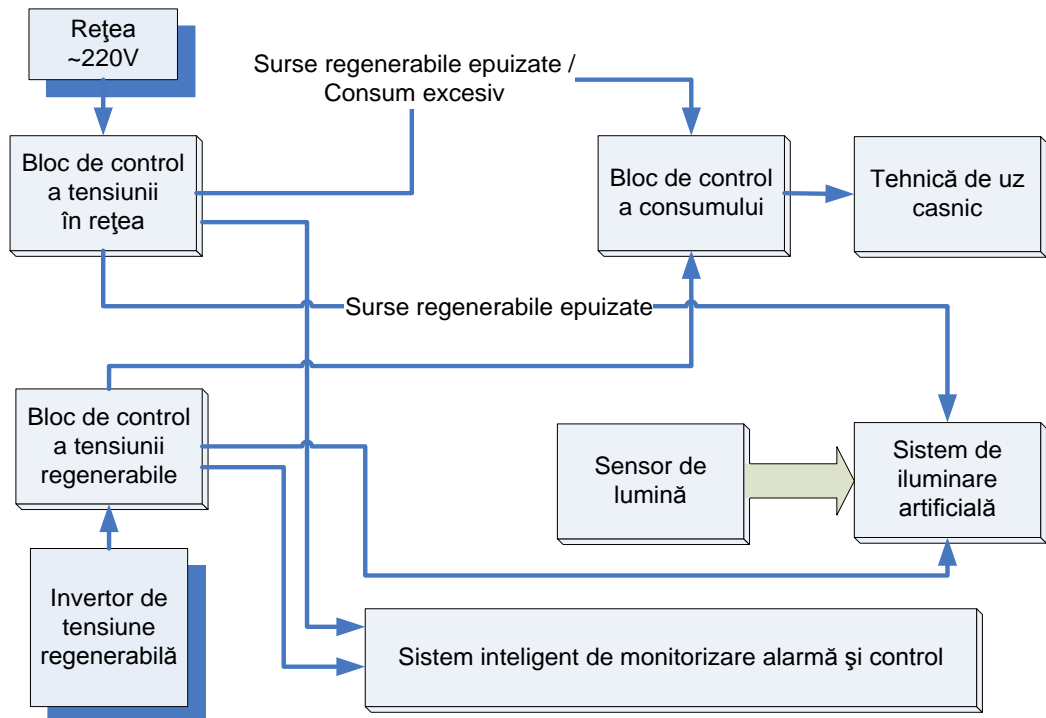 Reţea
~220V
Surse regenerabile epuizate /
Consum excesiv
Bloc de control
a tensiunii
în reţea
Bloc de control
a consumului
Tehnică de uz
casnic
Surse regenerabile epuizate
Bloc de control
a tensiunii
regenerabile
Sensor de
lumină
Sistem de
iluminare
artificială
Invertor de
tensiune
regenerabilă
Sistem inteligent de monitorizare alarmă şi control